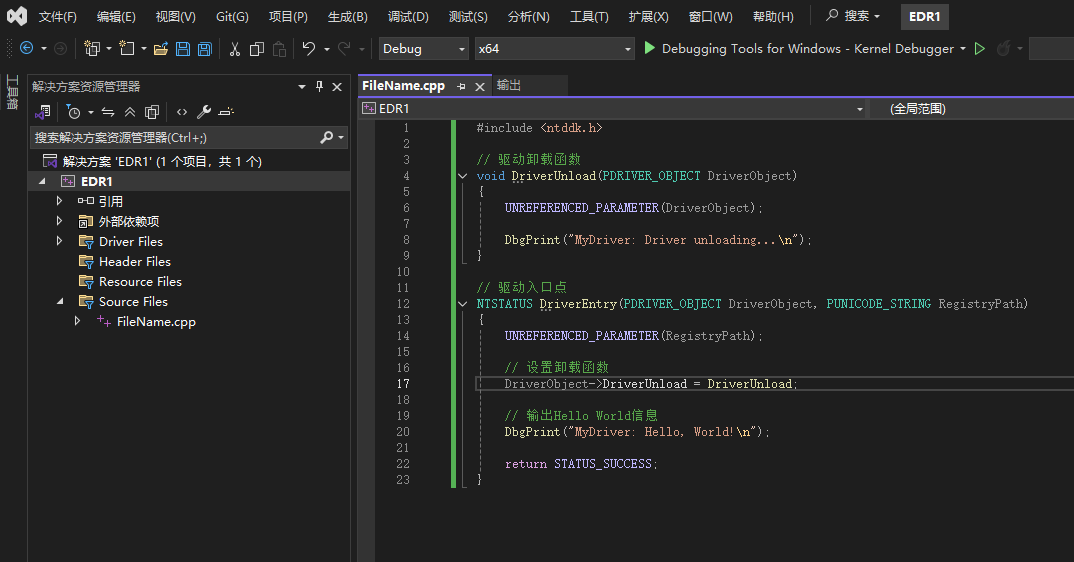 文件(F) 编辑(E) 视图(V) Git(G) 项目(P) 生成(B) 调试(D) 测试(S) 分析(N) 工具(T) 扩展(X) 窗口(W) 帮助(H) 搜索 EDR1
Debug x64 Debugging Tools for Windows - Kernel Debugger
工具箱
解决方案资源管理器
搜索解决方案资源管理器(Ctrl+;)
解决方案 'EDR1' (1 个项目，共 1 个)
EDR1
引用
外部依赖项
Driver Files
Header Files
Resource Files
Source Files
FileName.cpp
FileName.cpp 输出
EDR1 (全局范围)
1 #include <ntddk.h>
2
3 // 驱动卸载函数
4 void DriverUnload(PDRIVER_OBJECT DriverObject)
5 {
6 UNREFERENCED_PARAMETER(DriverObject);
7
8 DbgPrint("MyDriver: Driver unloading...\n");
9 }
10
11 // 驱动入口点
12 NTSTATUS DriverEntry(PDRIVER_OBJECT DriverObject, PUNICODE_STRING RegistryPath)
13 {
14 UNREFERENCED_PARAMETER(RegistryPath);
15
16 // 设置卸载函数
17 DriverObject->DriverUnload = DriverUnload;
18
19 // 输出Hello World信息
20 DbgPrint("MyDriver: Hello, World!\n");
21
22 return STATUS_SUCCESS;
23 }